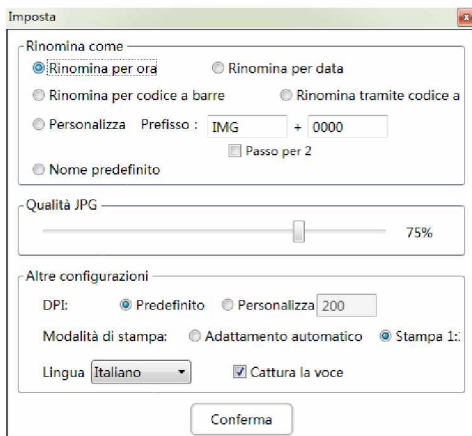 Imposta
Rinomina come
Rinomina per ora Rinomina per data
Rinomina per codice a barre Rinomina tramite codice a
Personalizza Prefisso : IMG + 0000
Passo per 2
Nome predefinito
Qualità JPG
75%
Altre configurazioni
DPI: Predefinito Personalizza 200
Modalità di stampa: Adattamento automatico Stampa 1:
Lingua Italiano Cattura la voce
Conferma